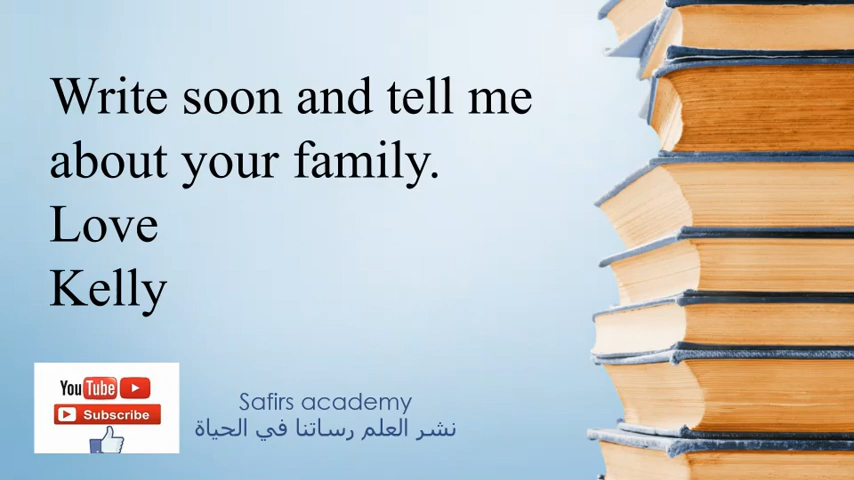 Write soon and tell me
about your family.
Love
Kelly
YouTube
Subscribe
Safirs academy
نشر العلم رساتنا في الحياة